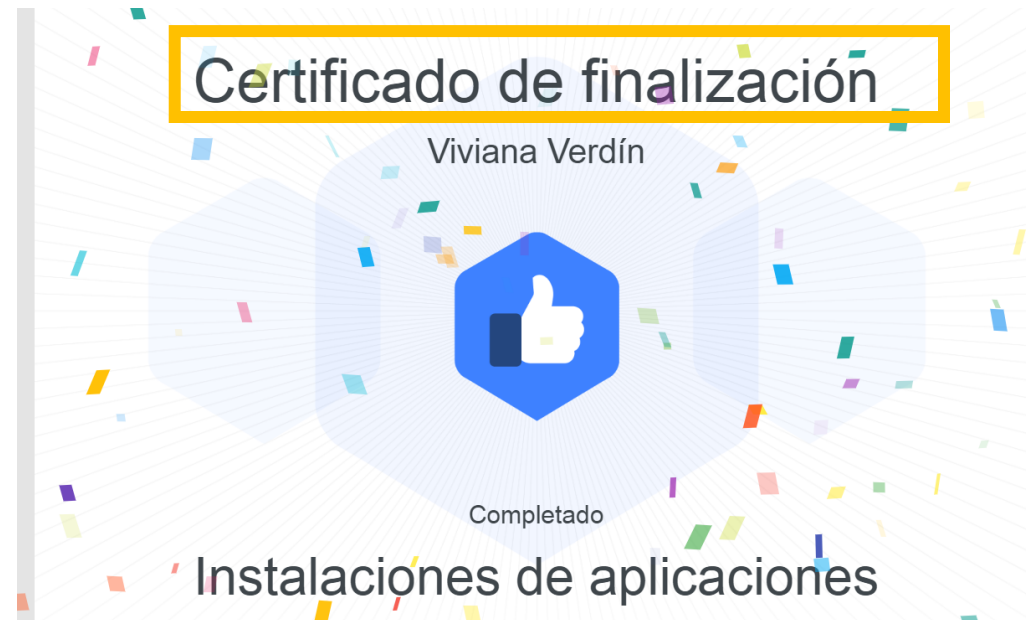 Certificado de finalización
Viviana Verdín
Completado
Instalaciones de aplicaciones